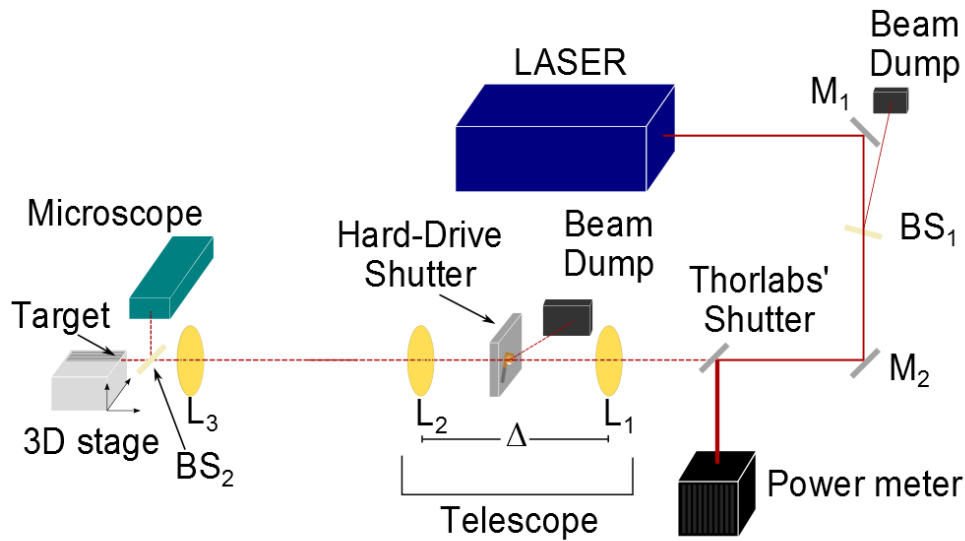 Beam
Dump
LASER
M₁
Microscope
Beam
Dump
Hard-Drive
Shutter
BS₁
Thorlabs'
Shutter
Target
M₂
L₃
L₂
Δ
L₁
3D stage
BS₂
Power meter
Telescope